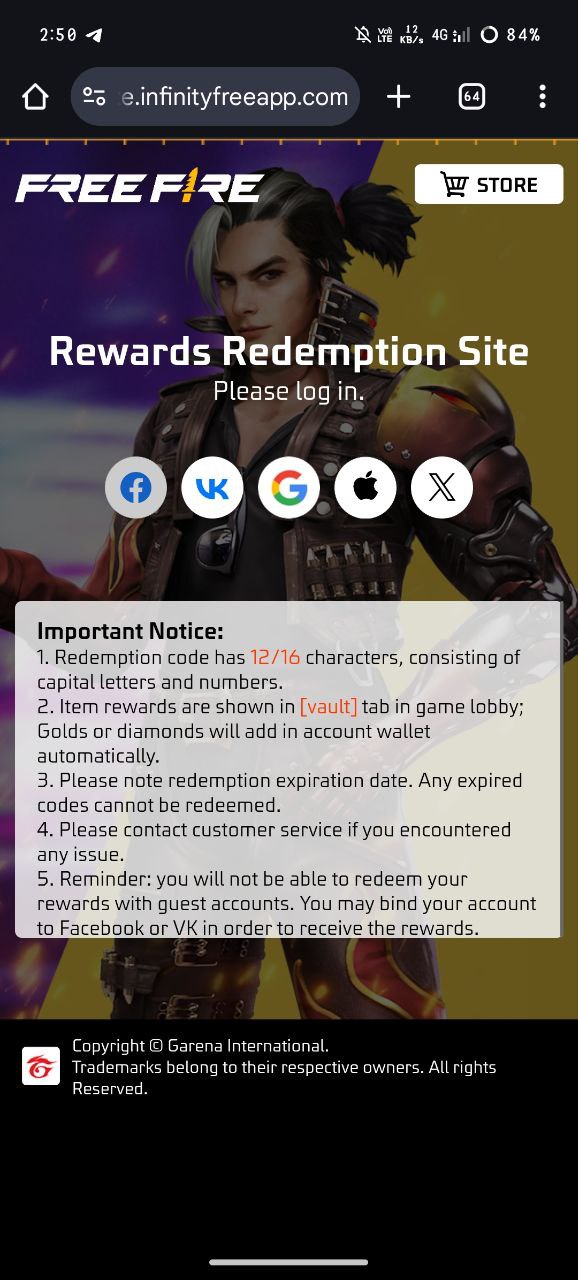 2:50 Vo) LTE 12 KB/s 4G 84%
e.infinityfreeapp.com 64
FREE FIRE STORE
Rewards Redemption Site
Please log in.
VK
Important Notice:
1. Redemption code has 12/16 characters, consisting of
capital letters and numbers.
2. Item rewards are shown in [vault] tab in game lobby;
Golds or diamonds will add in account wallet
automatically.
3. Please note redemption expiration date. Any expired
codes cannot be redeemed.
4. Please contact customer service if you encountered
any issue.
5. Reminder: you will not be able to redeem your
rewards with guest accounts. You may bind your account
to Facebook or VK in order to receive the rewards.
Copyright © Garena International.
Trademarks belong to their respective owners. All rights
Reserved.